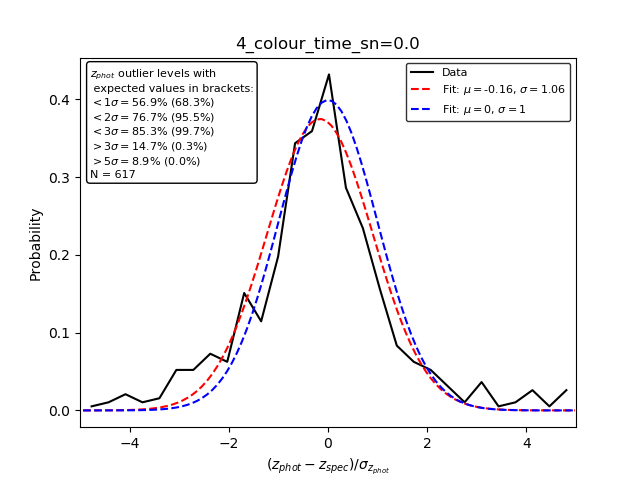 4_colour_time_sn=0.0
z_phot outlier levels with
expected values in brackets:
<1σ=56.9% (68.3%)
<2σ=76.7% (95.5%)
<3σ=85.3% (99.7%)
>3σ=14.7% (0.3%)
>5σ=8.9% (0.0%)
N = 617
Data
Fit: μ=-0.16, σ=1.06
Fit: μ=0, σ=1
Probability
0.4
0.3
0.2
0.1
0.0
−4 −2 0 2 4
(z_phot − z_spec)/σ_z_phot